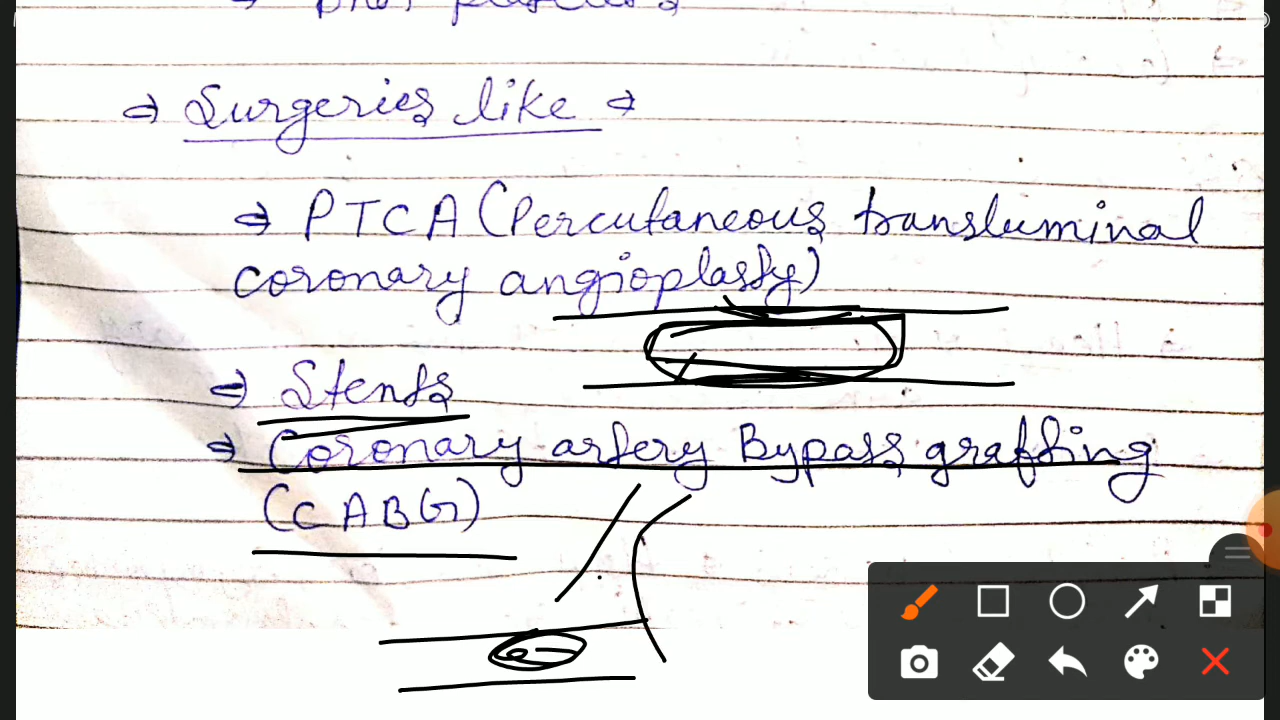 ⇒ Surgeries like ⇒
⇒ PTCA (Percutaneous transluminal
coronary angioplasty)
⇒ Stents
⇒ Coronary artery Bypass grafting
(CABG)